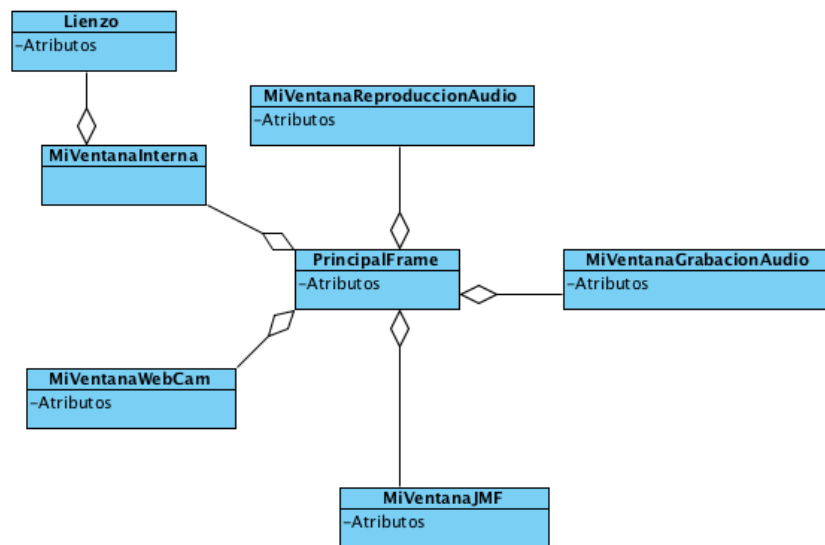 Lienzo
-Atributos
MiVentanaReproduccionAudio
-Atributos
MiVentanaInterna
PrincipalFrame
-Atributos
MiVentanaGrabacionAudio
-Atributos
MiVentanaWebCam
-Atributos
MiVentanaJMF
-Atributos